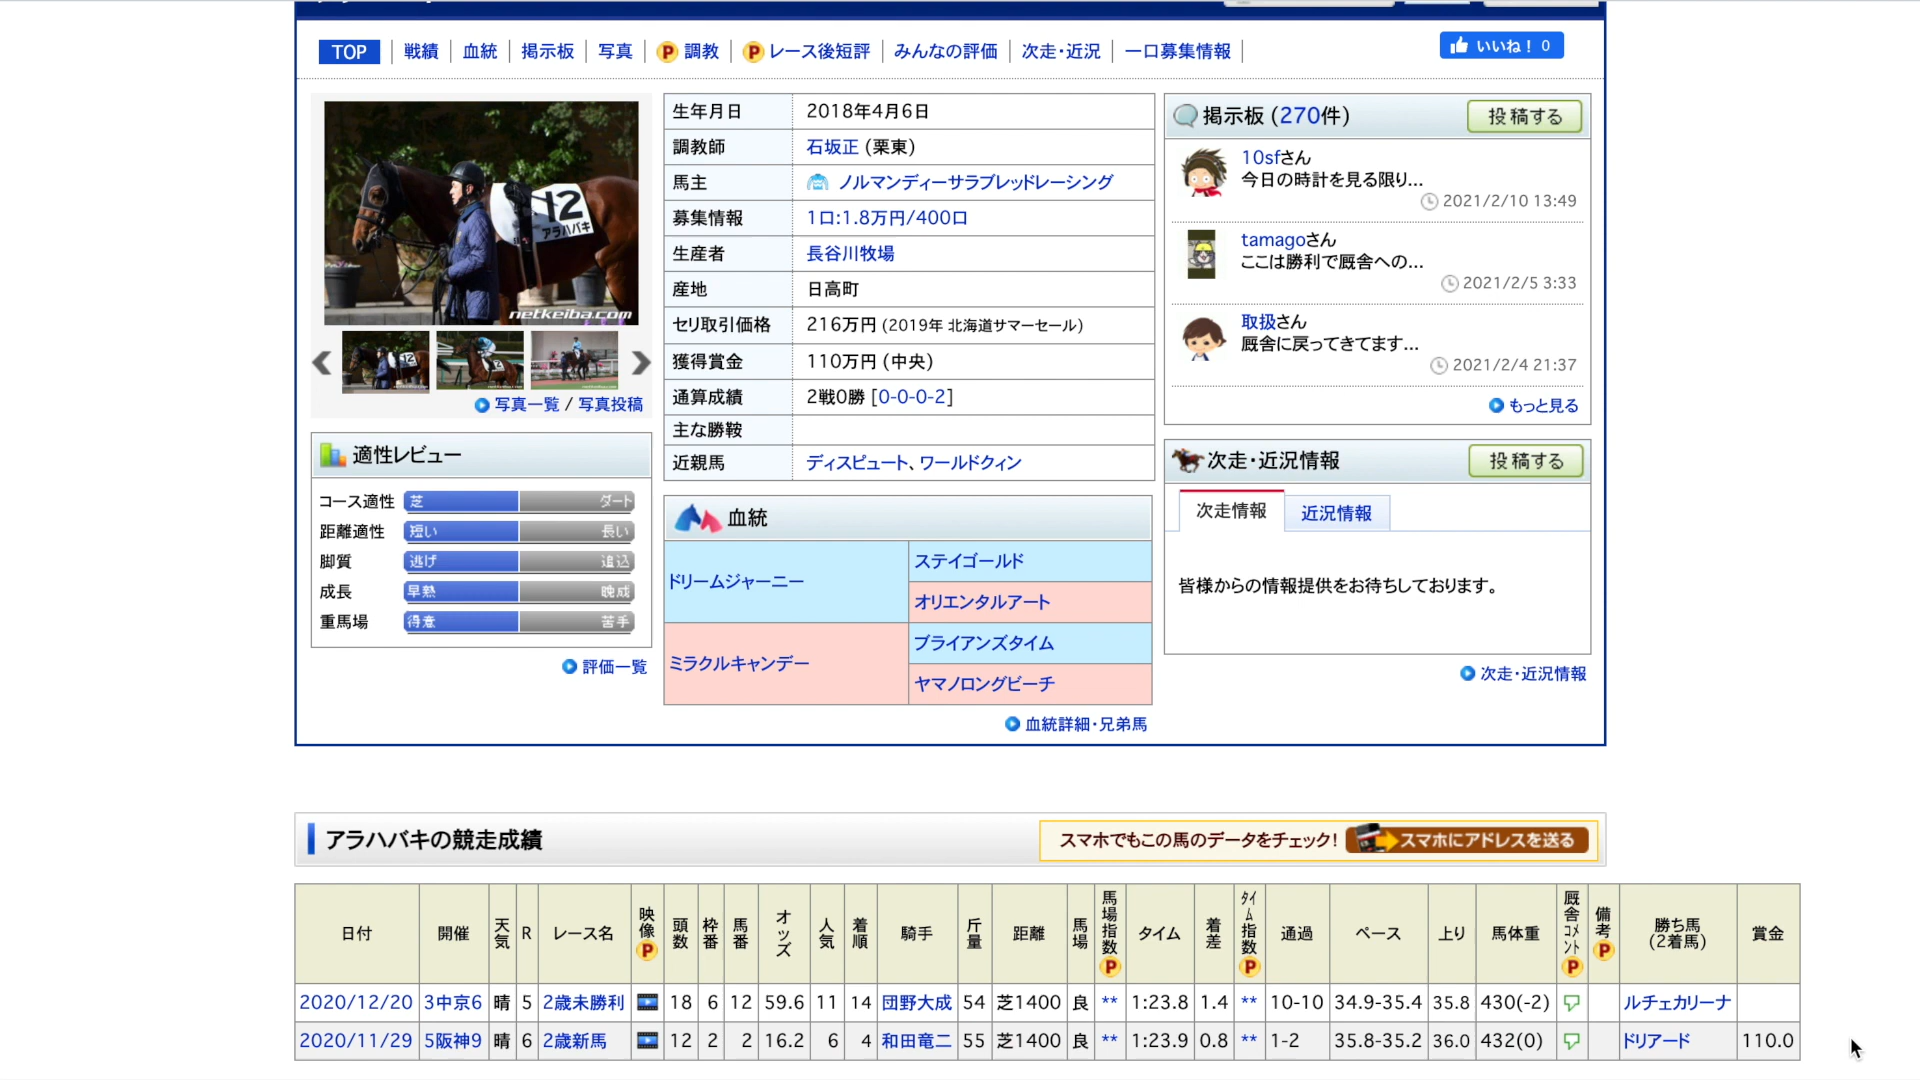 TOP 戦績 血統 掲示板 写真 P 調教 P レース後短評 みんなの評価 次走・近況 一口募集情報
いいね！ 0
12
アラハバキ
netkeiba.com
写真一覧 / 写真投稿
適性レビュー
コース適性 芝 ダート
距離適性 短い 長い
脚質 逃げ 追込
成長 早熟 晩成
重馬場 得意 苦手
評価一覧
生年月日 2018年4月6日
調教師 石坂正 (栗東)
馬主 ノルマンディーサラブレッドレーシング
募集情報 1口:1.8万円/400口
生産者 長谷川牧場
産地 日高町
セリ取引価格 216万円 (2019年 北海道サマーセール)
獲得賞金 110万円 (中央)
通算成績 2戦0勝 [0-0-0-2]
主な勝鞍
近親馬 ディスピュート、ワールドクィン
血統
ドリームジャーニー
ステイゴールド
オリエンタルアート
ミラクルキャンデー
ブライアンズタイム
ヤマノロングビーチ
血統詳細・兄弟馬
掲示板 (270件) 投稿する
10sfさん
今日の時計を見る限り...
2021/2/10 13:49
tamagoさん
ここは勝利で厩舎への...
2021/2/5 3:33
取扱さん
厩舎に戻ってきてます...
2021/2/4 21:37
もっと見る
次走・近況情報 投稿する
次走情報 近況情報
皆様からの情報提供をお待ちしております。
次走・近況情報
アラハバキの競走成績
スマホでもこの馬のデータをチェック! スマホにアドレスを送る
日付 開催 天気 R レース名 映像P 頭数 枠番 馬番 オッズ 人気 着順 騎手 斤量 距離 馬場 馬場指数P タイム 着差 タイム指数P 通過 ペース 上り 馬体重 厩舎コメントP 備考P 勝ち馬(2着馬) 賞金
2020/12/20 3中京6 晴 5 2歳未勝利 18 6 12 59.6 11 14 団野大成 54 芝1400 良 ** 1:23.8 1.4 ** 10-10 34.9-35.4 35.8 430(-2) ルチェカリーナ
2020/11/29 5阪神9 晴 6 2歳新馬 12 2 2 16.2 6 4 和田竜二 55 芝1400 良 ** 1:23.9 0.8 ** 1-2 35.8-35.2 36.0 432(0) ドリアード 110.0